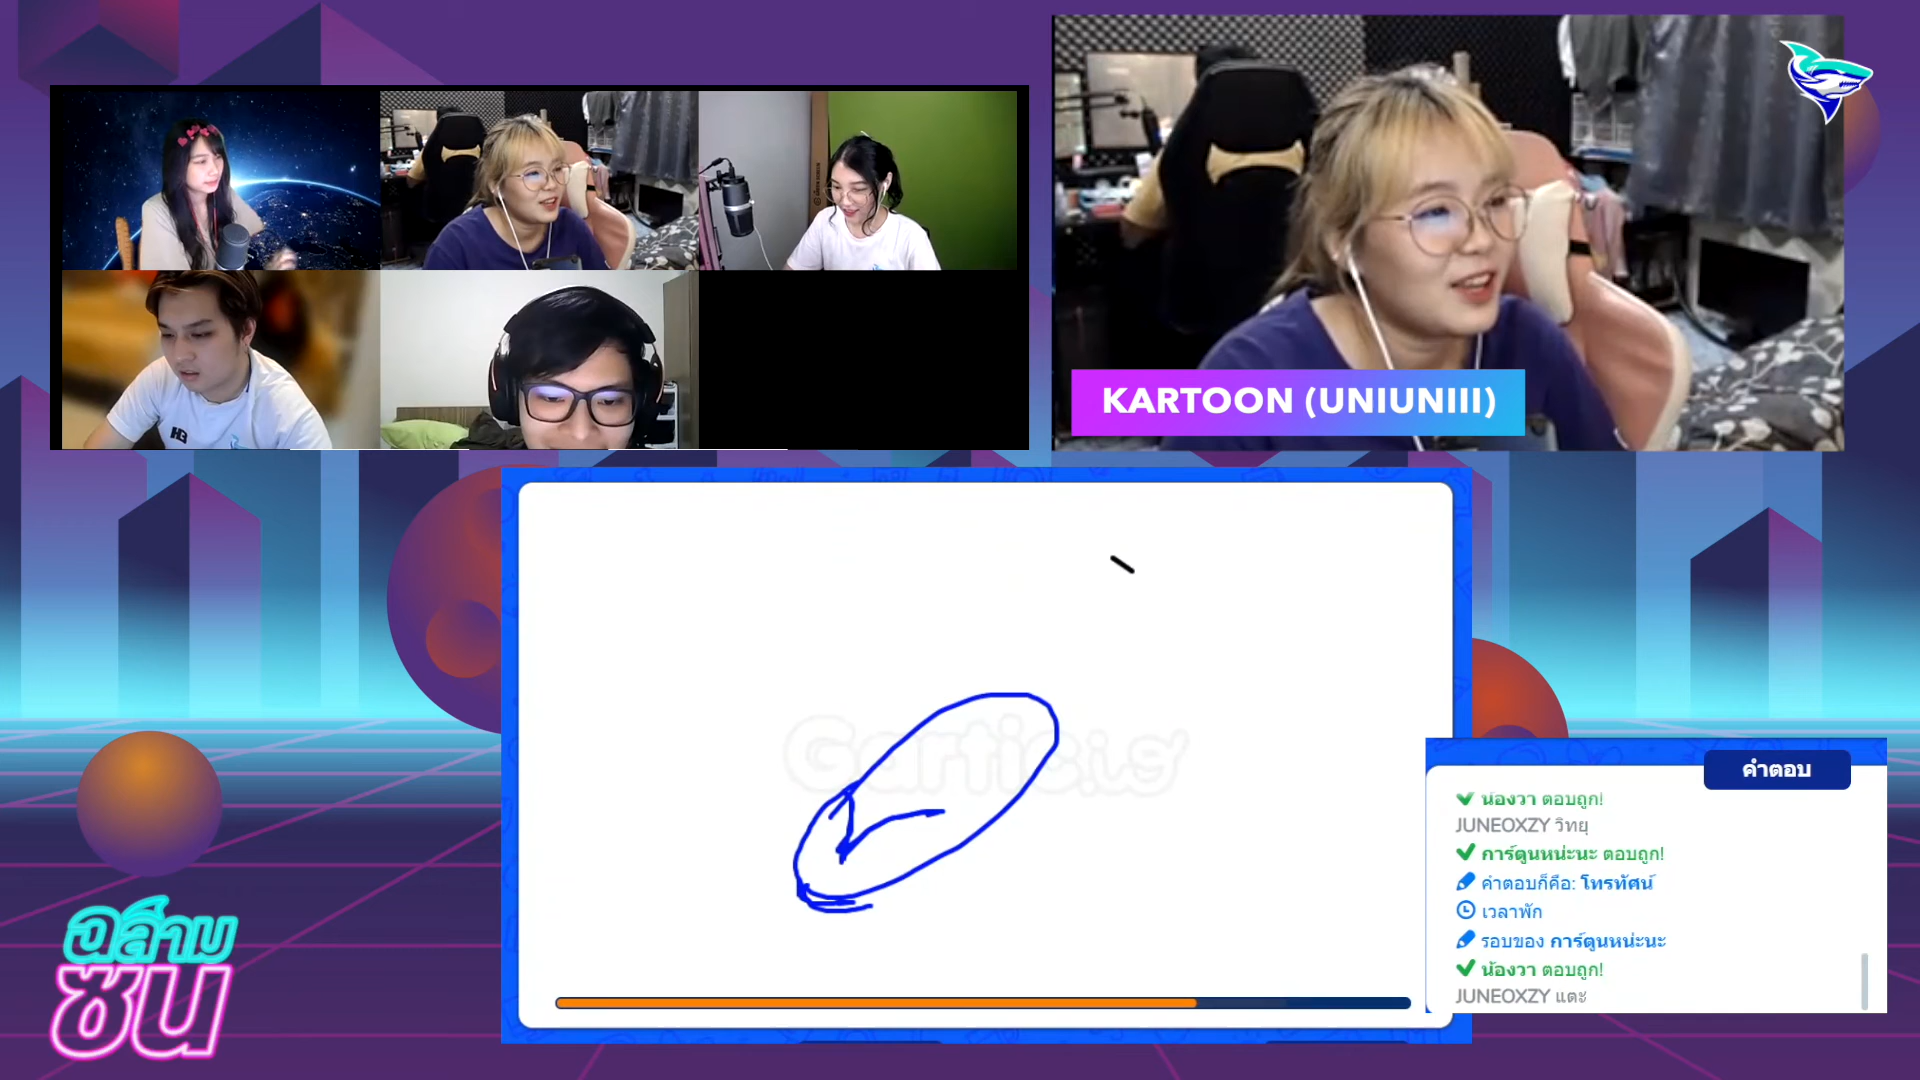 KARTOON (UNIUNIII)
Gartic.io
คำตอบ
น้องวา ตอบถูก!
JUNEOXZY วิทยุ
การ์ตูนหน่ะนะ ตอบถูก!
คำตอบก็คือ: โทรทัศน์
เวลาพัก
รอบของ การ์ตูนหน่ะนะ
น้องวา ตอบถูก!
JUNEOXZY แตะ
ฉลาม
ชน